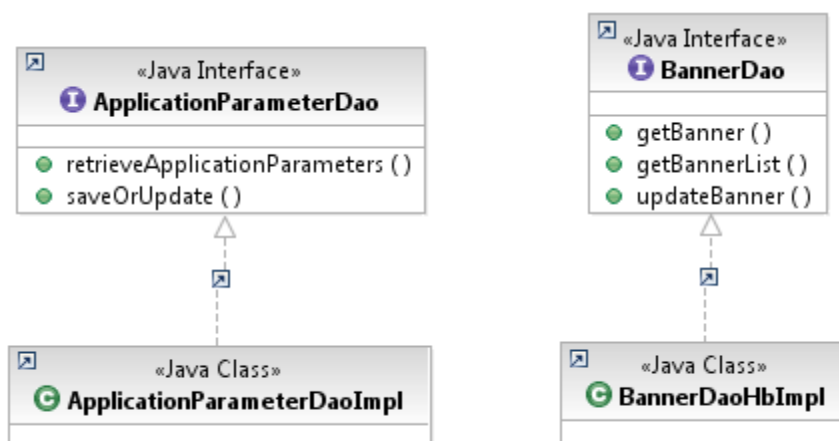 «Java Interface»
ApplicationParameterDao
retrieveApplicationParameters ( )
saveOrUpdate ( )
«Java Class»
ApplicationParameterDaoImpl
«Java Interface»
BannerDao
getBanner ( )
getBannerList ( )
updateBanner ( )
«Java Class»
BannerDaoHbImpl